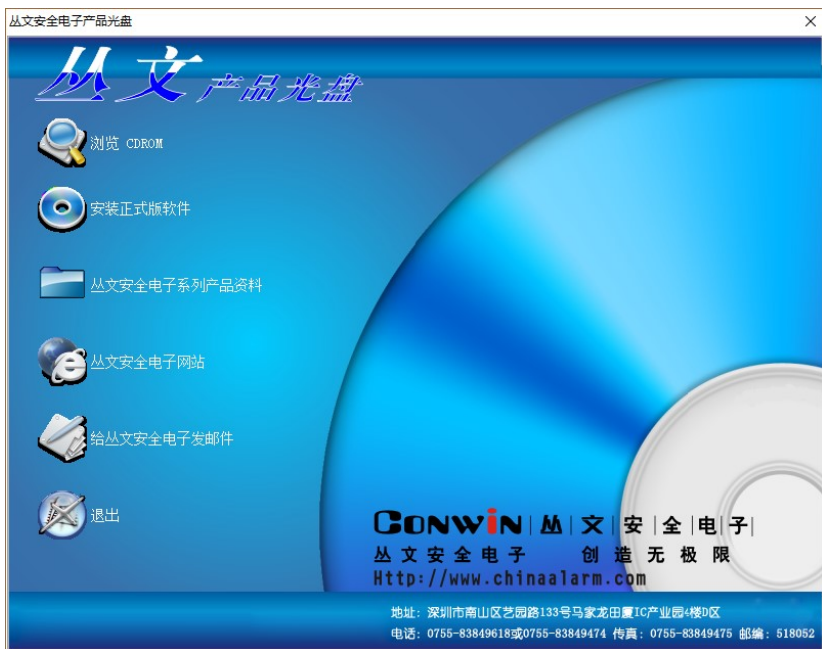 丛文安全电子产品光盘
丛文产品光盘
浏览 CDROM
安装正式版软件
丛文安全电子系列产品资料
丛文安全电子网站
给丛文安全电子发邮件
退出
CONWIN|丛|文|安|全|电|子|
丛文安全电子 创造无极限
Http://www.chinaalarm.com
地址: 深圳市南山区艺园路133号马家龙田厦IC产业园4楼D区
电话: 0755-83849618或0755-83849474 传真: 0755-83849475 邮编: 518052